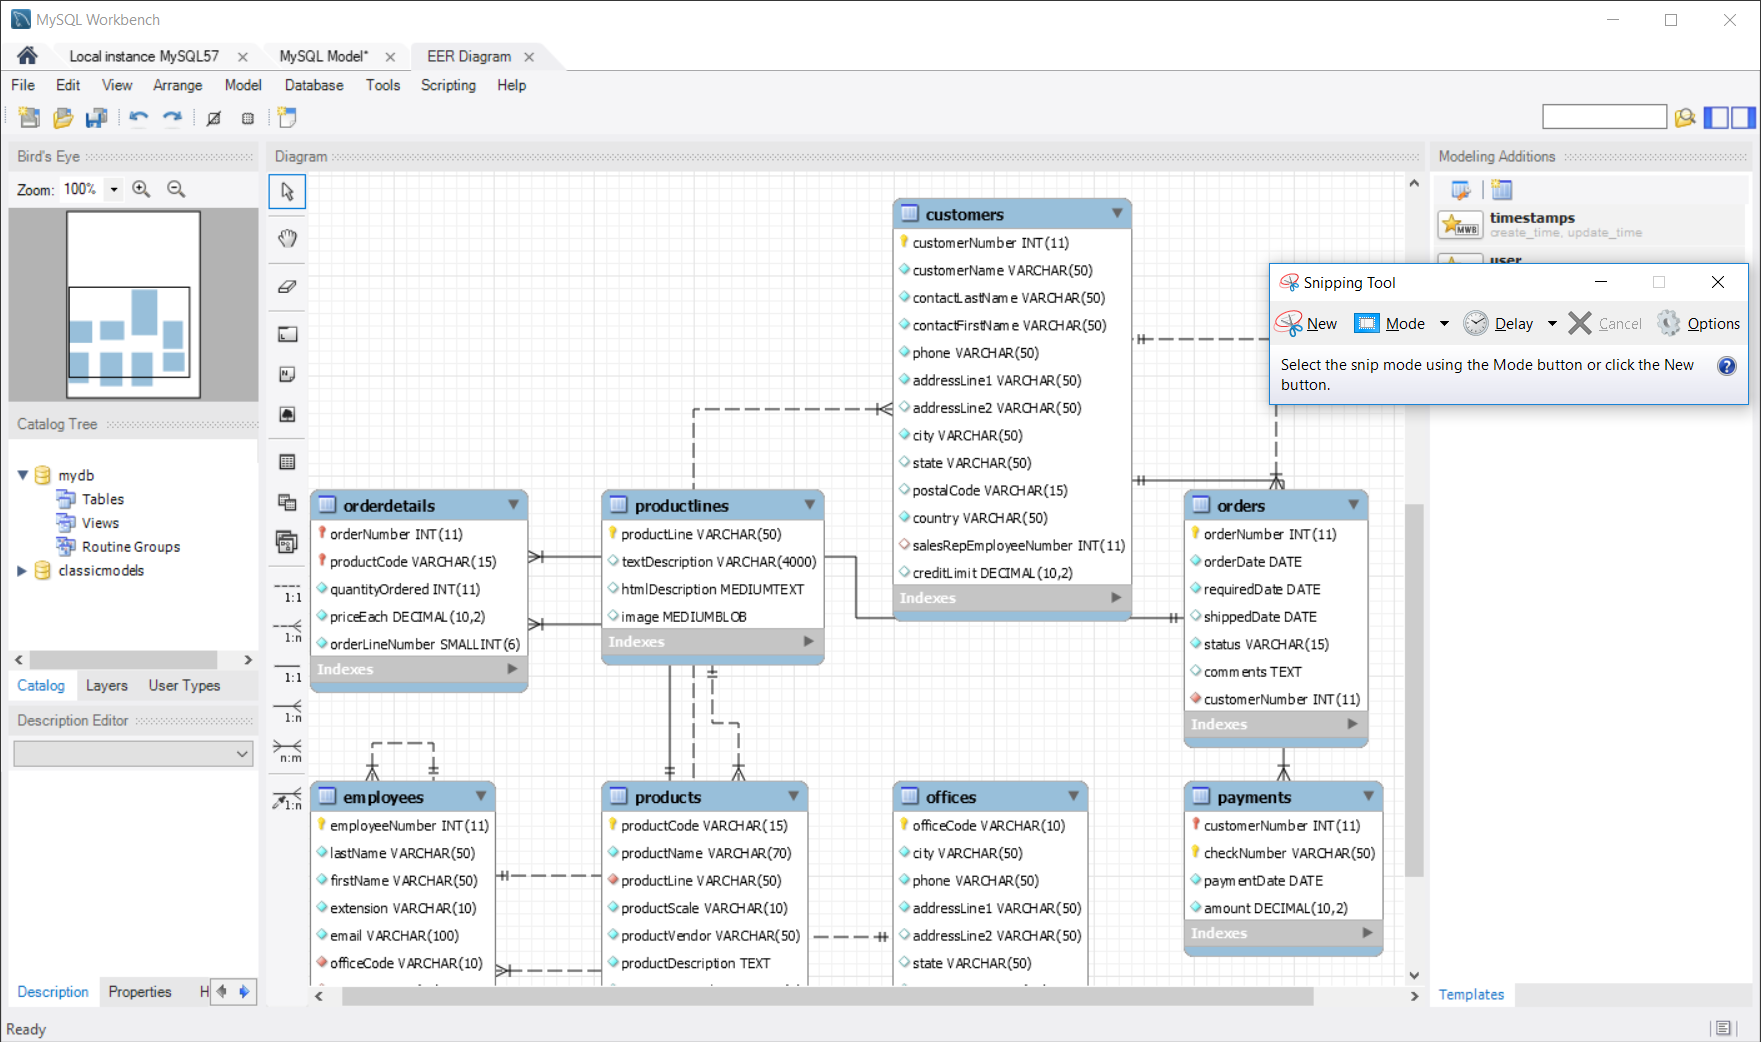 MySQL Workbench
Local instance MySQL57
MySQL Model*
EER Diagram
File Edit View Arrange Model Database Tools Scripting Help
Bird's Eye
Zoom: 100%
Catalog Tree
mydb
Tables
Views
Routine Groups
classicmodels
Catalog Layers User Types
Description Editor
Description Properties H
Ready
Diagram
1:1
1:n
1:1
1:n
n:m
1:n
customers
customerNumber INT(11)
customerName VARCHAR(50)
contactLastName VARCHAR(50)
contactFirstName VARCHAR(50)
phone VARCHAR(50)
addressLine1 VARCHAR(50)
addressLine2 VARCHAR(50)
city VARCHAR(50)
state VARCHAR(50)
postalCode VARCHAR(15)
country VARCHAR(50)
salesRepEmployeeNumber INT(11)
creditLimit DECIMAL(10,2)
Indexes
orderdetails
orderNumber INT(11)
productCode VARCHAR(15)
quantityOrdered INT(11)
priceEach DECIMAL(10,2)
orderLineNumber SMALLINT(6)
Indexes
productlines
productLine VARCHAR(50)
textDescription VARCHAR(4000)
htmlDescription MEDIUMTEXT
image MEDIUMBLOB
Indexes
orders
orderNumber INT(11)
orderDate DATE
requiredDate DATE
shippedDate DATE
status VARCHAR(15)
comments TEXT
customerNumber INT(11)
Indexes
employees
employeeNumber INT(11)
lastName VARCHAR(50)
firstName VARCHAR(50)
extension VARCHAR(10)
email VARCHAR(100)
officeCode VARCHAR(10)
products
productCode VARCHAR(15)
productName VARCHAR(70)
productLine VARCHAR(50)
productScale VARCHAR(10)
productVendor VARCHAR(50)
productDescription TEXT
offices
officeCode VARCHAR(10)
city VARCHAR(50)
phone VARCHAR(50)
addressLine1 VARCHAR(50)
addressLine2 VARCHAR(50)
state VARCHAR(50)
payments
customerNumber INT(11)
checkNumber VARCHAR(50)
paymentDate DATE
amount DECIMAL(10,2)
Indexes
Modeling Additions
MWB
timestamps
create_time, update_time
user
Snipping Tool
New Mode Delay Cancel Options
Select the snip mode using the Mode button or click the New
button.
Templates